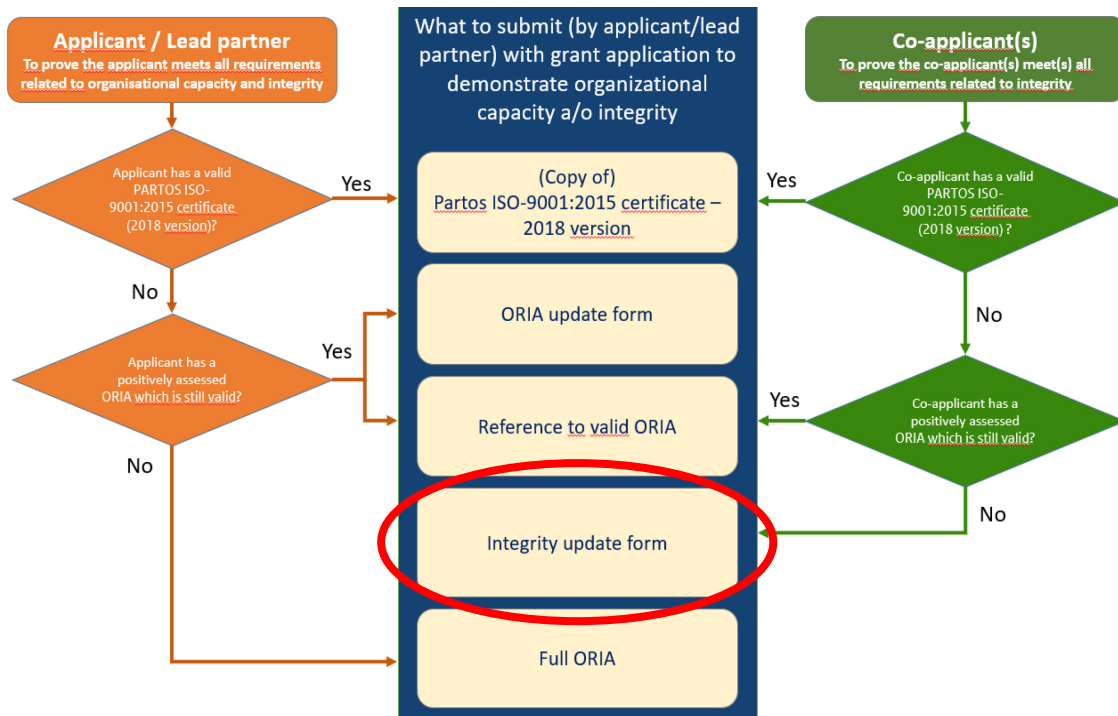 Applicant / Lead partner
To prove the applicant meets all requirements
related to organisational capacity and integrity
Applicant has a valid
PARTOS ISO-
9001:2015 certificate
(2018 version)?
Yes
No
Applicant has a
positively assessed
ORIA which is still valid?
Yes
No
What to submit (by applicant/lead
partner) with grant application to
demonstrate organizational
capacity a/o integrity
(Copy of)
Partos ISO-9001:2015 certificate –
2018 version
ORIA update form
Reference to valid ORIA
Integrity update form
Full ORIA
Co-applicant(s)
To prove the co-applicant(s) meet(s) all
requirements related to integrity
Yes
Co-applicant has a valid
PARTOS ISO-
9001:2015 certificate
(2018 version) ?
No
Yes
Co-applicant has a
positively assessed
ORIA which is still valid?
No